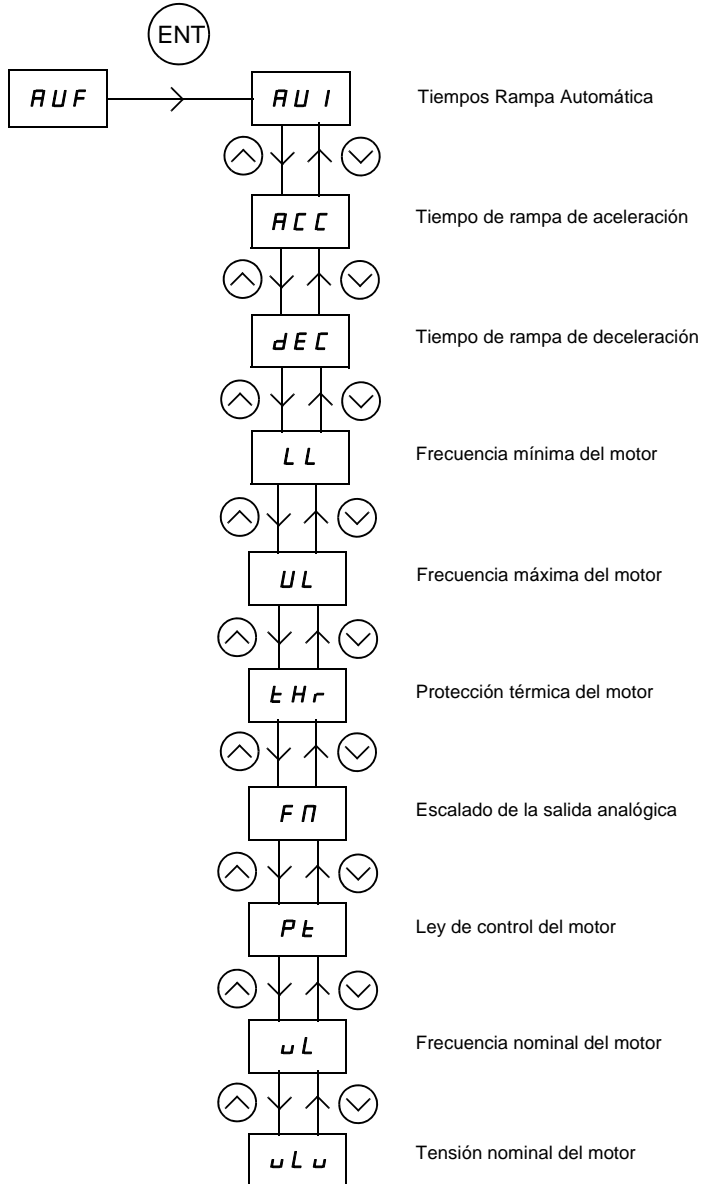 ENT
AUF AU1 Tiempos Rampa Automática
ACC Tiempo de rampa de aceleración
dEC Tiempo de rampa de deceleración
LL Frecuencia mínima del motor
UL Frecuencia máxima del motor
tHr Protección térmica del motor
FM Escalado de la salida analógica
Pt Ley de control del motor
uL Frecuencia nominal del motor
uLu Tensión nominal del motor